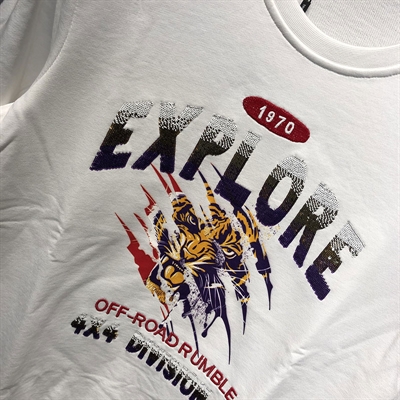 1970
EXPLORE
OFF-ROAD RUMBLE
4X4 DIVISION